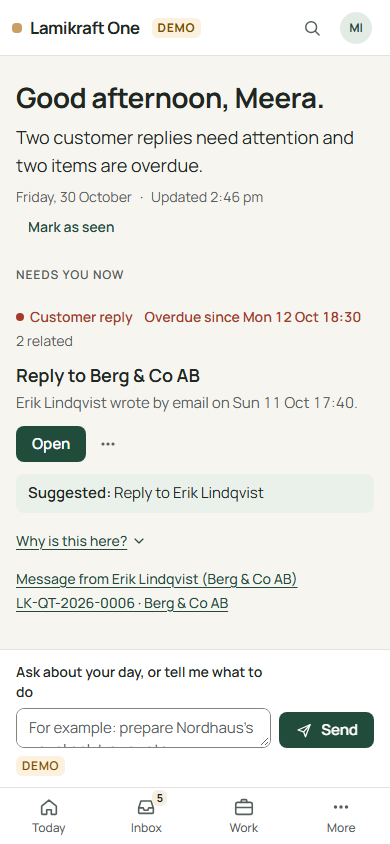 Lamikraft One DEMO MI
Good afternoon, Meera.
Two customer replies need attention and
two items are overdue.
Friday, 30 October · Updated 2:46 pm
Mark as seen
NEEDS YOU NOW
Customer reply Overdue since Mon 12 Oct 18:30
2 related
Reply to Berg & Co AB
Erik Lindqvist wrote by email on Sun 11 Oct 17:40.
Open
Suggested: Reply to Erik Lindqvist
Why is this here?
Message from Erik Lindqvist (Berg & Co AB)
LK-QT-2026-0006 · Berg & Co AB
Ask about your day, or tell me what to
do
For example: prepare Nordhaus's
Send
DEMO
5
Today Inbox Work More